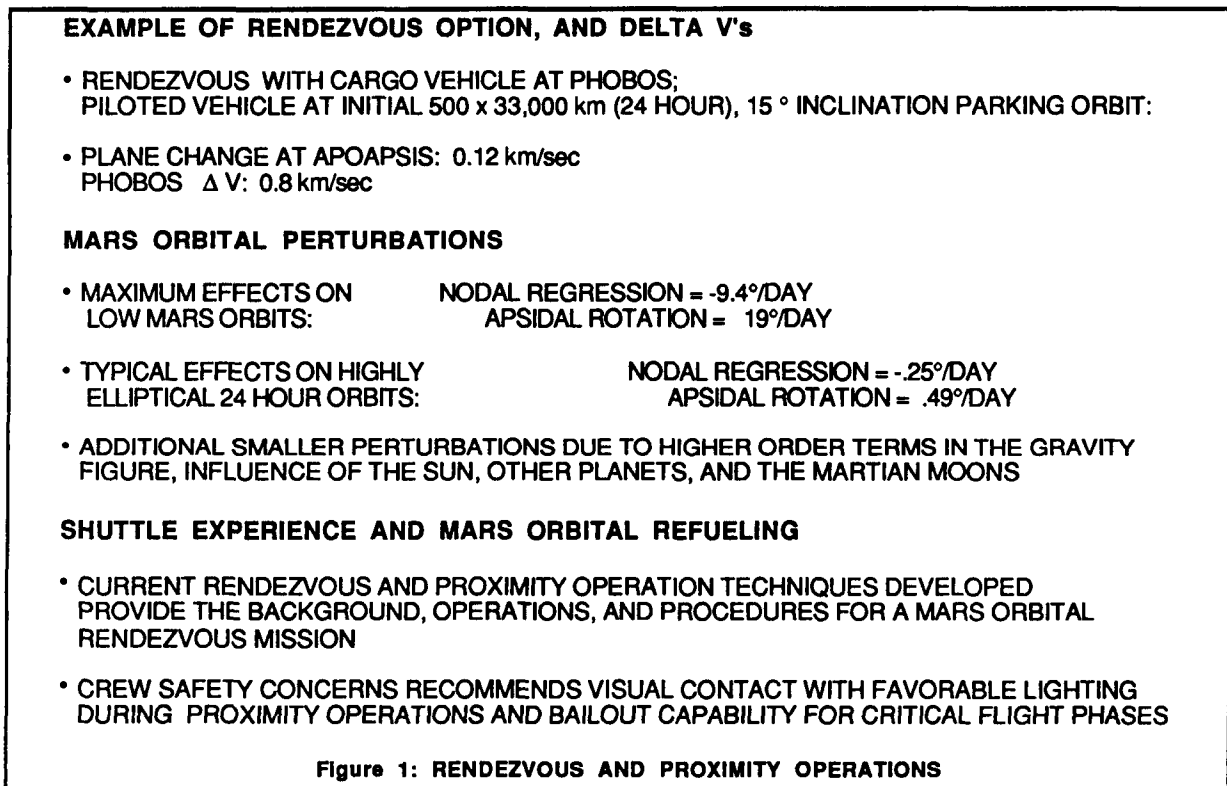 EXAMPLE OF RENDEZVOUS OPTION, AND DELTA V's
• RENDEZVOUS WITH CARGO VEHICLE AT PHOBOS;
PILOTED VEHICLE AT INITIAL 500 x 33,000 km (24 HOUR), 15 ° INCLINATION PARKING ORBIT:
• PLANE CHANGE AT APOAPSIS: 0.12 km/sec
PHOBOS Δ V: 0.8 km/sec
MARS ORBITAL PERTURBATIONS
• MAXIMUM EFFECTS ON NODAL REGRESSION = -9.4°/DAY
LOW MARS ORBITS: APSIDAL ROTATION = 19°/DAY
• TYPICAL EFFECTS ON HIGHLY NODAL REGRESSION = -.25°/DAY
ELLIPTICAL 24 HOUR ORBITS: APSIDAL ROTATION = .49°/DAY
• ADDITIONAL SMALLER PERTURBATIONS DUE TO HIGHER ORDER TERMS IN THE GRAVITY
FIGURE, INFLUENCE OF THE SUN, OTHER PLANETS, AND THE MARTIAN MOONS
SHUTTLE EXPERIENCE AND MARS ORBITAL REFUELING
• CURRENT RENDEZVOUS AND PROXIMITY OPERATION TECHNIQUES DEVELOPED
PROVIDE THE BACKGROUND, OPERATIONS, AND PROCEDURES FOR A MARS ORBITAL
RENDEZVOUS MISSION
• CREW SAFETY CONCERNS RECOMMENDS VISUAL CONTACT WITH FAVORABLE LIGHTING
DURING PROXIMITY OPERATIONS AND BAILOUT CAPABILITY FOR CRITICAL FLIGHT PHASES
Figure 1: RENDEZVOUS AND PROXIMITY OPERATIONS